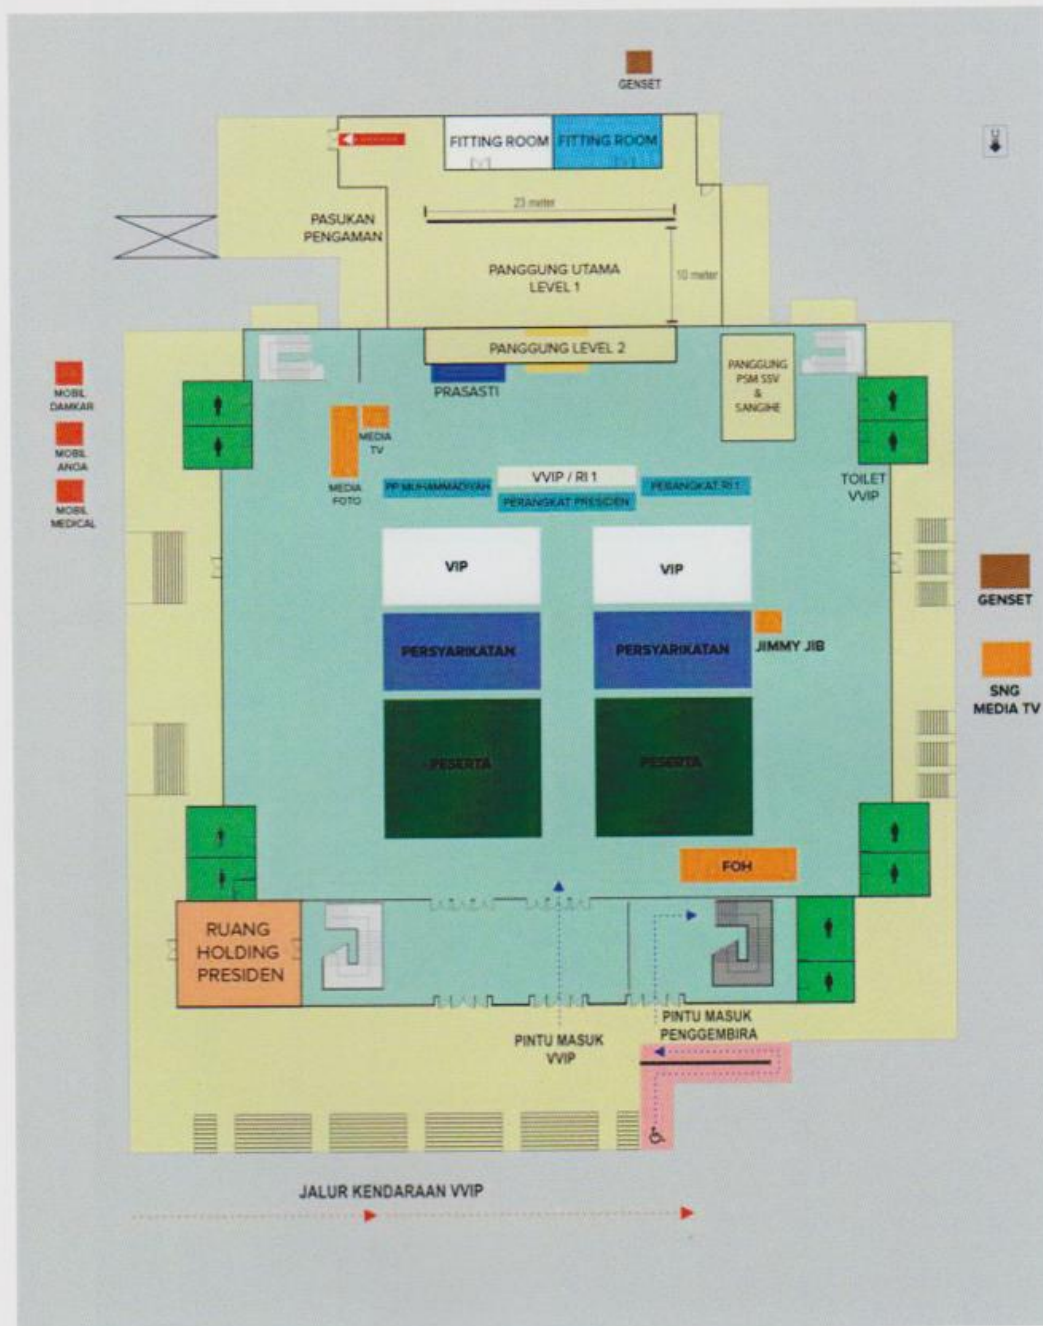 GENSET
FITTING ROOM
FITTING ROOM
23 meter
PASUKAN
PENGAMAN
PANGGUNG UTAMA
LEVEL 1
10 meter
PANGGUNG LEVEL 2
PRASASTI
PANGGUNG
PSM SSV
&
SANGIHE
MOBIL
DAMKAR
MOBIL
ANOA
MOBIL
MEDICAL
MEDIA
TV
MEDIA
FOTO
PP MUHAMMADIYAH
VVIP / RI 1
PERANGKAT PRESIDEN
PERANGKAT RI 1
TOILET
VVIP
VIP
VIP
PERSYARIKATAN
PERSYARIKATAN
JIMMY JIB
GENSET
SNG
MEDIA TV
PESERTA
PESERTA
FOH
RUANG
HOLDING
PRESIDEN
PINTU MASUK
VVIP
PINTU MASUK
PENGGEMBIRA
JALUR KENDARAAN VVIP